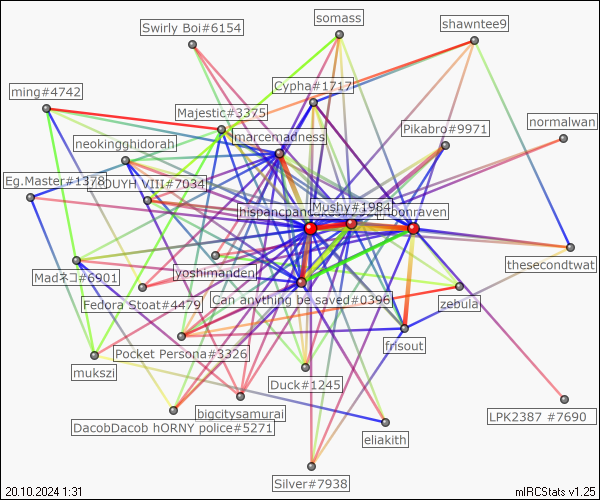 somass
Swirly Boi#6154
shawntee9
Cypha#1717
ming#4742
Majestic#3375
normalwan
Pikabro#9971
marcemadness
neokingghidorah
Eg.Master#1378
VIII#7034
Mushy#1984
thesecondtwat
yoshimanden
Madネコ#6901
Can anything be saved#0396
Fedora Stoat#4479
zebula
frisout
Pocket Persona#3326
mukszi
Duck#1245
bigcitysamurai
LPK2387 #7690
DacobDacob hORNY police#5271
eliakith
Silver#7938
20.10.2024 1:31
mIRCStats v1.25